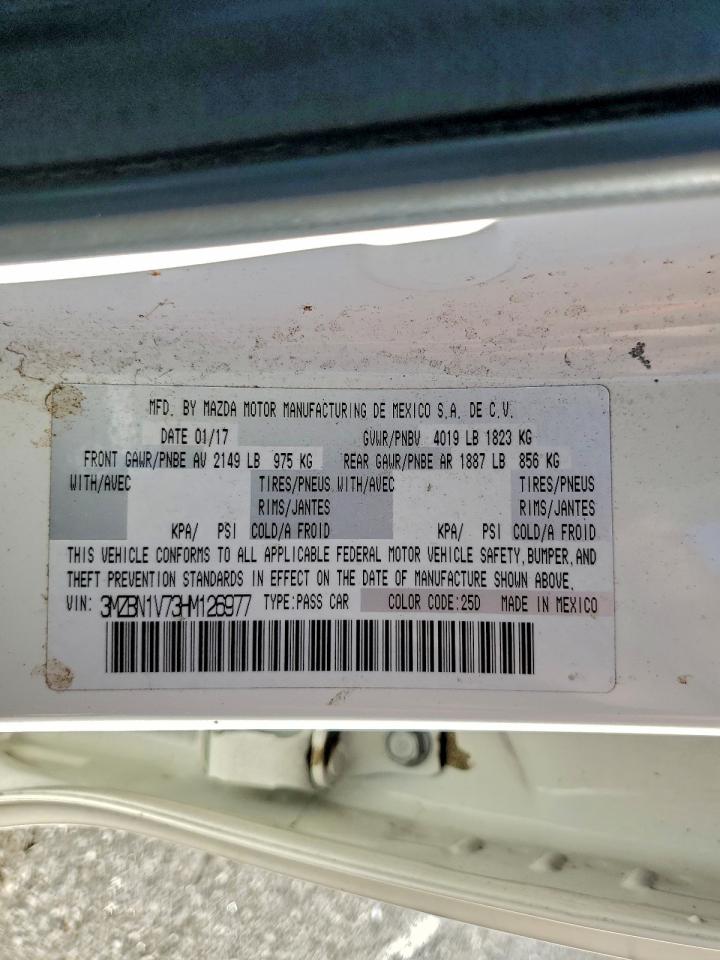 MFD. BY MAZDA MOTOR MANUFACTURING DE MEXICO S.A. DE C.V.
DATE 01/17 GVWR/PNBV 4019 LB 1823 KG
FRONT GAWR/PNBE AV 2149 LB 975 KG REAR GAWR/PNBE AR 1887 LB 856 KG
WITH/AVEC TIRES/PNEUS WITH/AVEC TIRES/PNEUS
RIMS/JANTES RIMS/JANTES
KPA/ PSI COLD/A FROID KPA/ PSI COLD/A FROID
THIS VEHICLE CONFORMS TO ALL APPLICABLE FEDERAL MOTOR VEHICLE SAFETY, BUMPER, AND
THEFT PREVENTION STANDARDS IN EFFECT ON THE DATE OF MANUFACTURE SHOWN ABOVE.
VIN: 3MZBN1V73HM126977 TYPE:PASS CAR COLOR CODE:25D MADE IN MEXICO